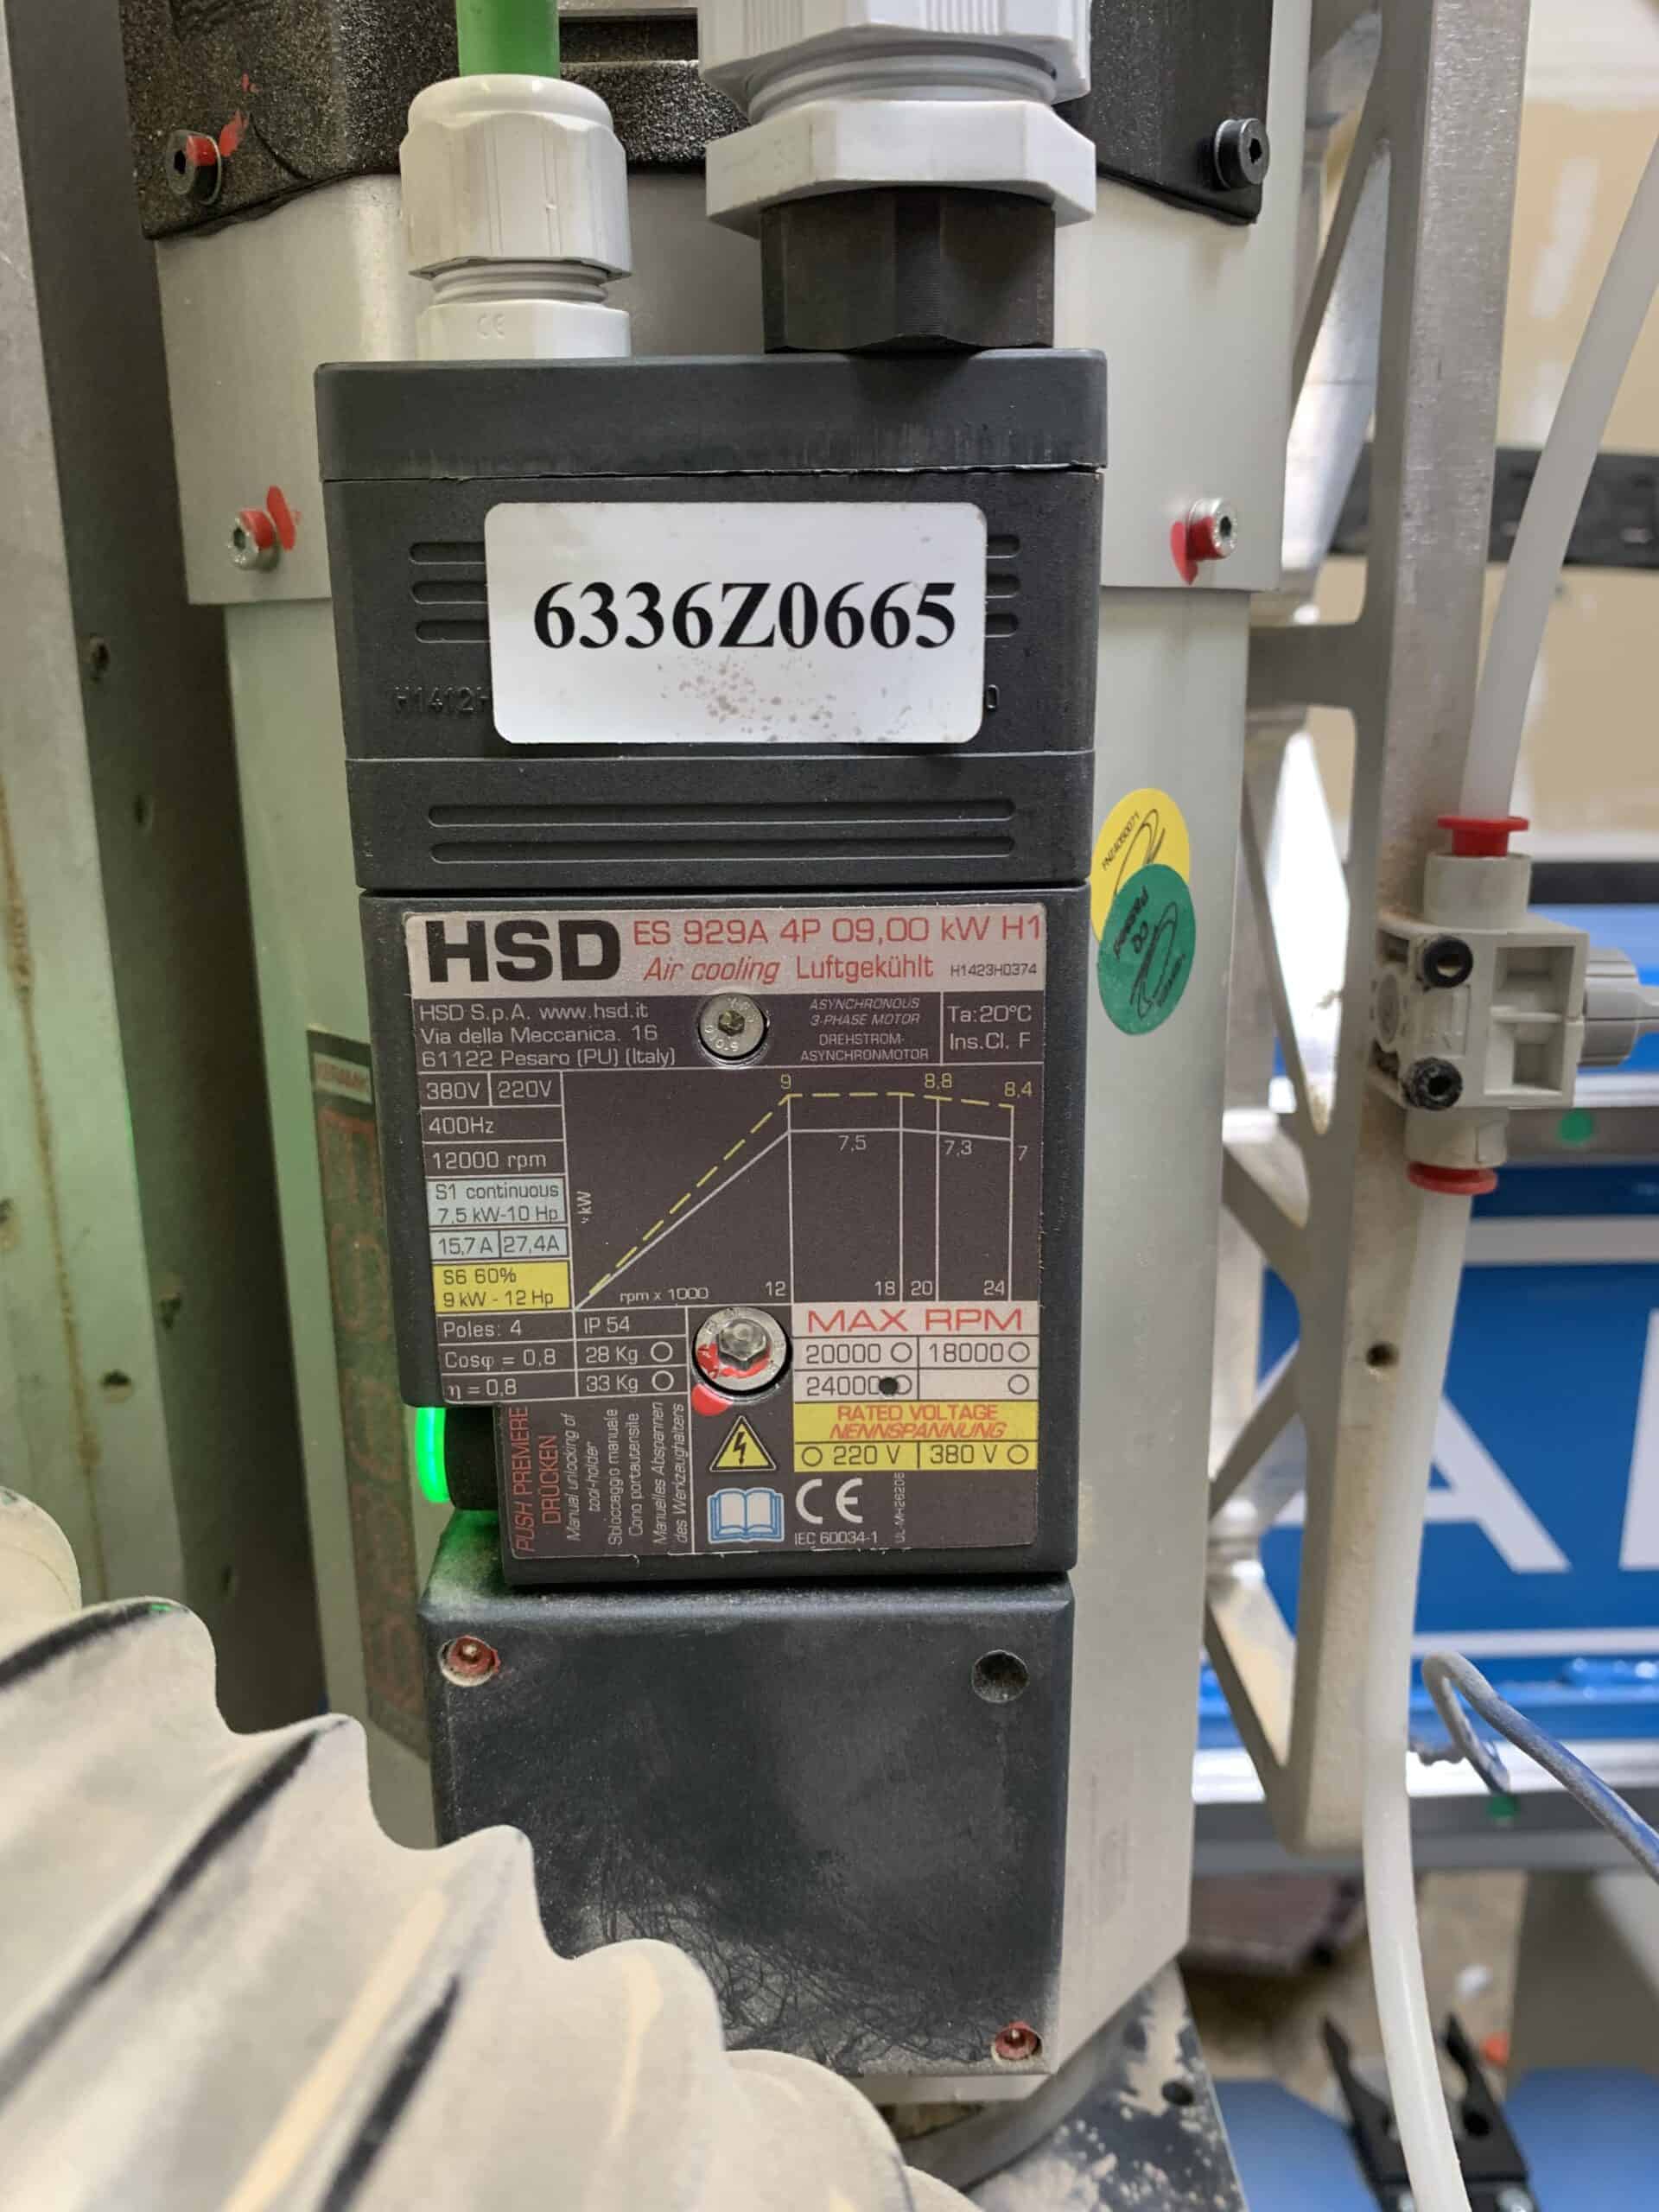 CE
6336Z0665
H1412H
0
HSD
ES 929A 4P 09,00 kW H1
Air cooling Luftgekühlt H1423H0374
HSD S.p.A. www.hsd.it
Via della Meccanica. 16
61122 Pesaro (PU) (Italy)
ASYNCHRONOUS
3-PHASE MOTOR
DREHSTROM-
ASYNCHRONMOTOR
Ta:20°C
Ins.Cl. F
380V 220V
400Hz
12000 rpm
S1 continuous
7,5 kW-10 Hp
15,7A 27,4A
S6 60%
9 kW - 12 Hp
Poles: 4
Cosφ = 0,8
η = 0,8
kW
9 8,8 8,4
7,5 7,3 7
rpm x 1000 12 18 20 24
IP 54
28 Kg
33 Kg
MAX RPM
20000 18000
24000
RATED VOLTAGE
NENNSPANNUNG
220 V 380 V
PUSH PREMERE
DRÜCKEN
Manual unlocking of
tool-holder
Sbloccaggio manuale
Cono portautensile
Manuelles Abspannen
des Werkzeughalters
CE
IEC 60034-1
QC
Passed
A